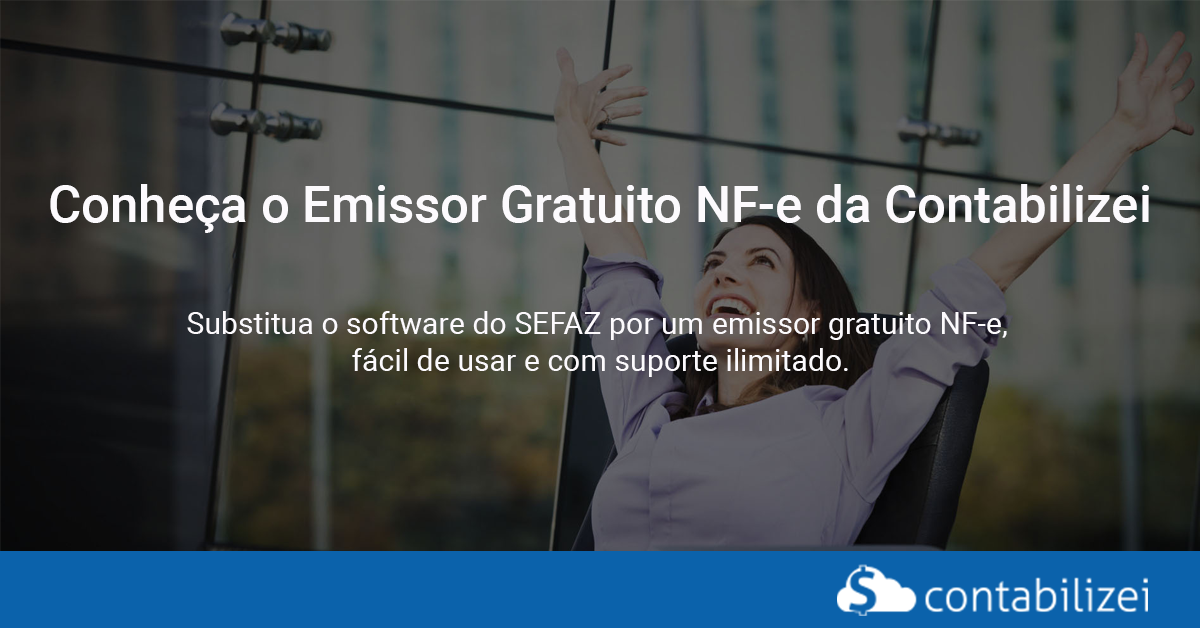 Conheça o Emissor Gratuito NF-e da Contabilizei
Substitua o software do SEFAZ por um emissor gratuito NF-e,
fácil de usar e com suporte ilimitado.
contabilizei